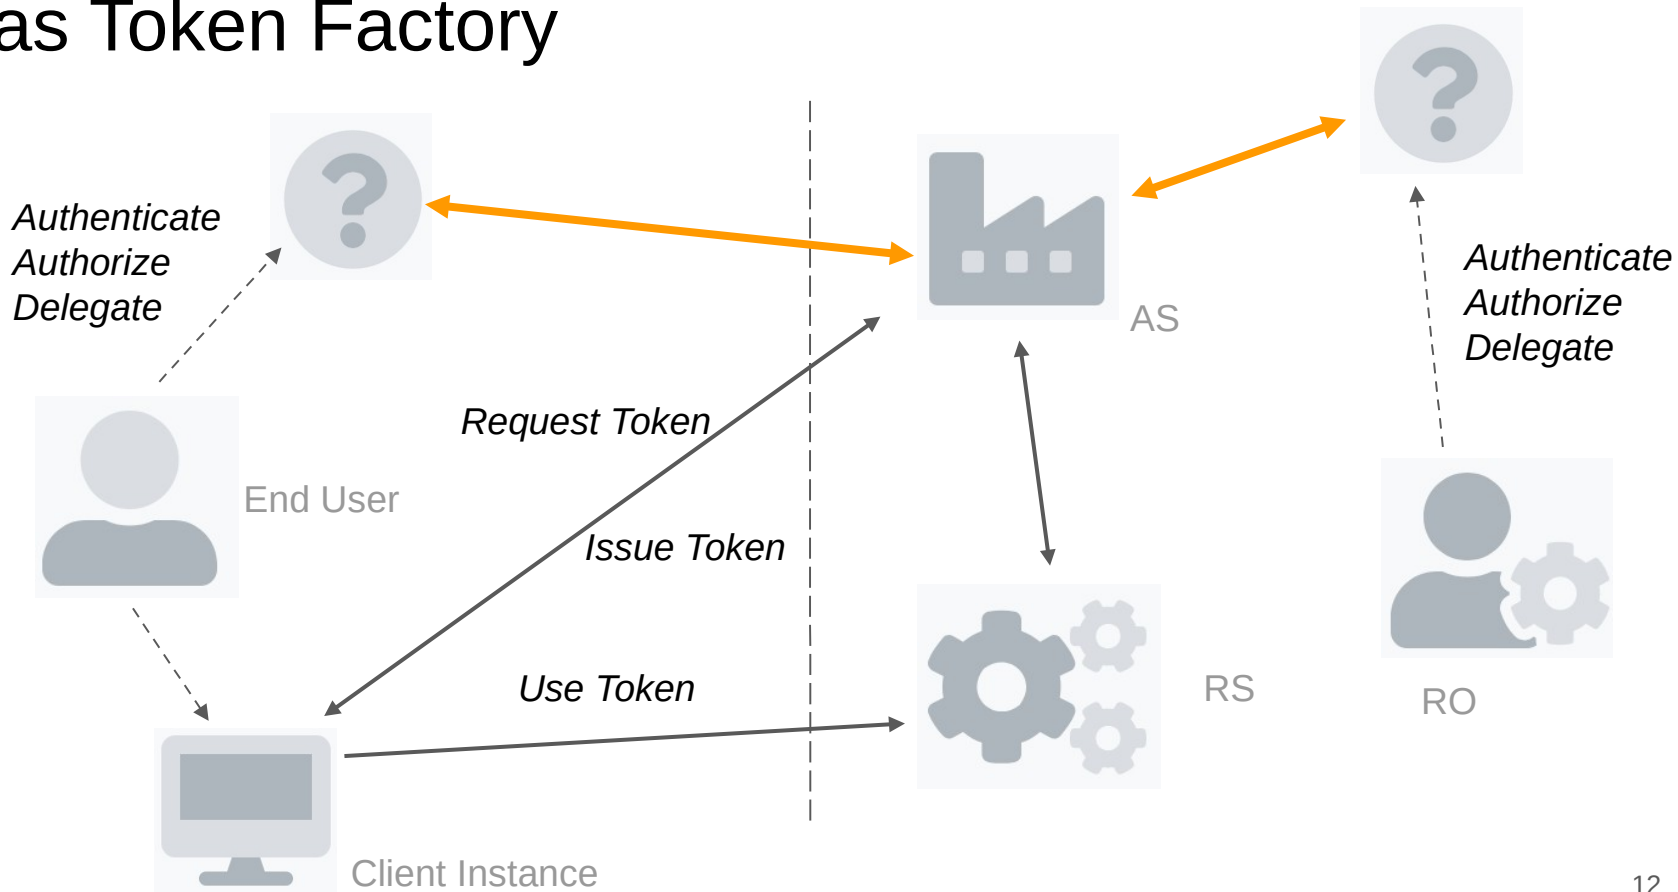 as Token Factory
Authenticate
Authorize
Delegate
AS
Authenticate
Authorize
Delegate
Request Token
End User
Issue Token
Use Token
RS
RO
Client Instance
12